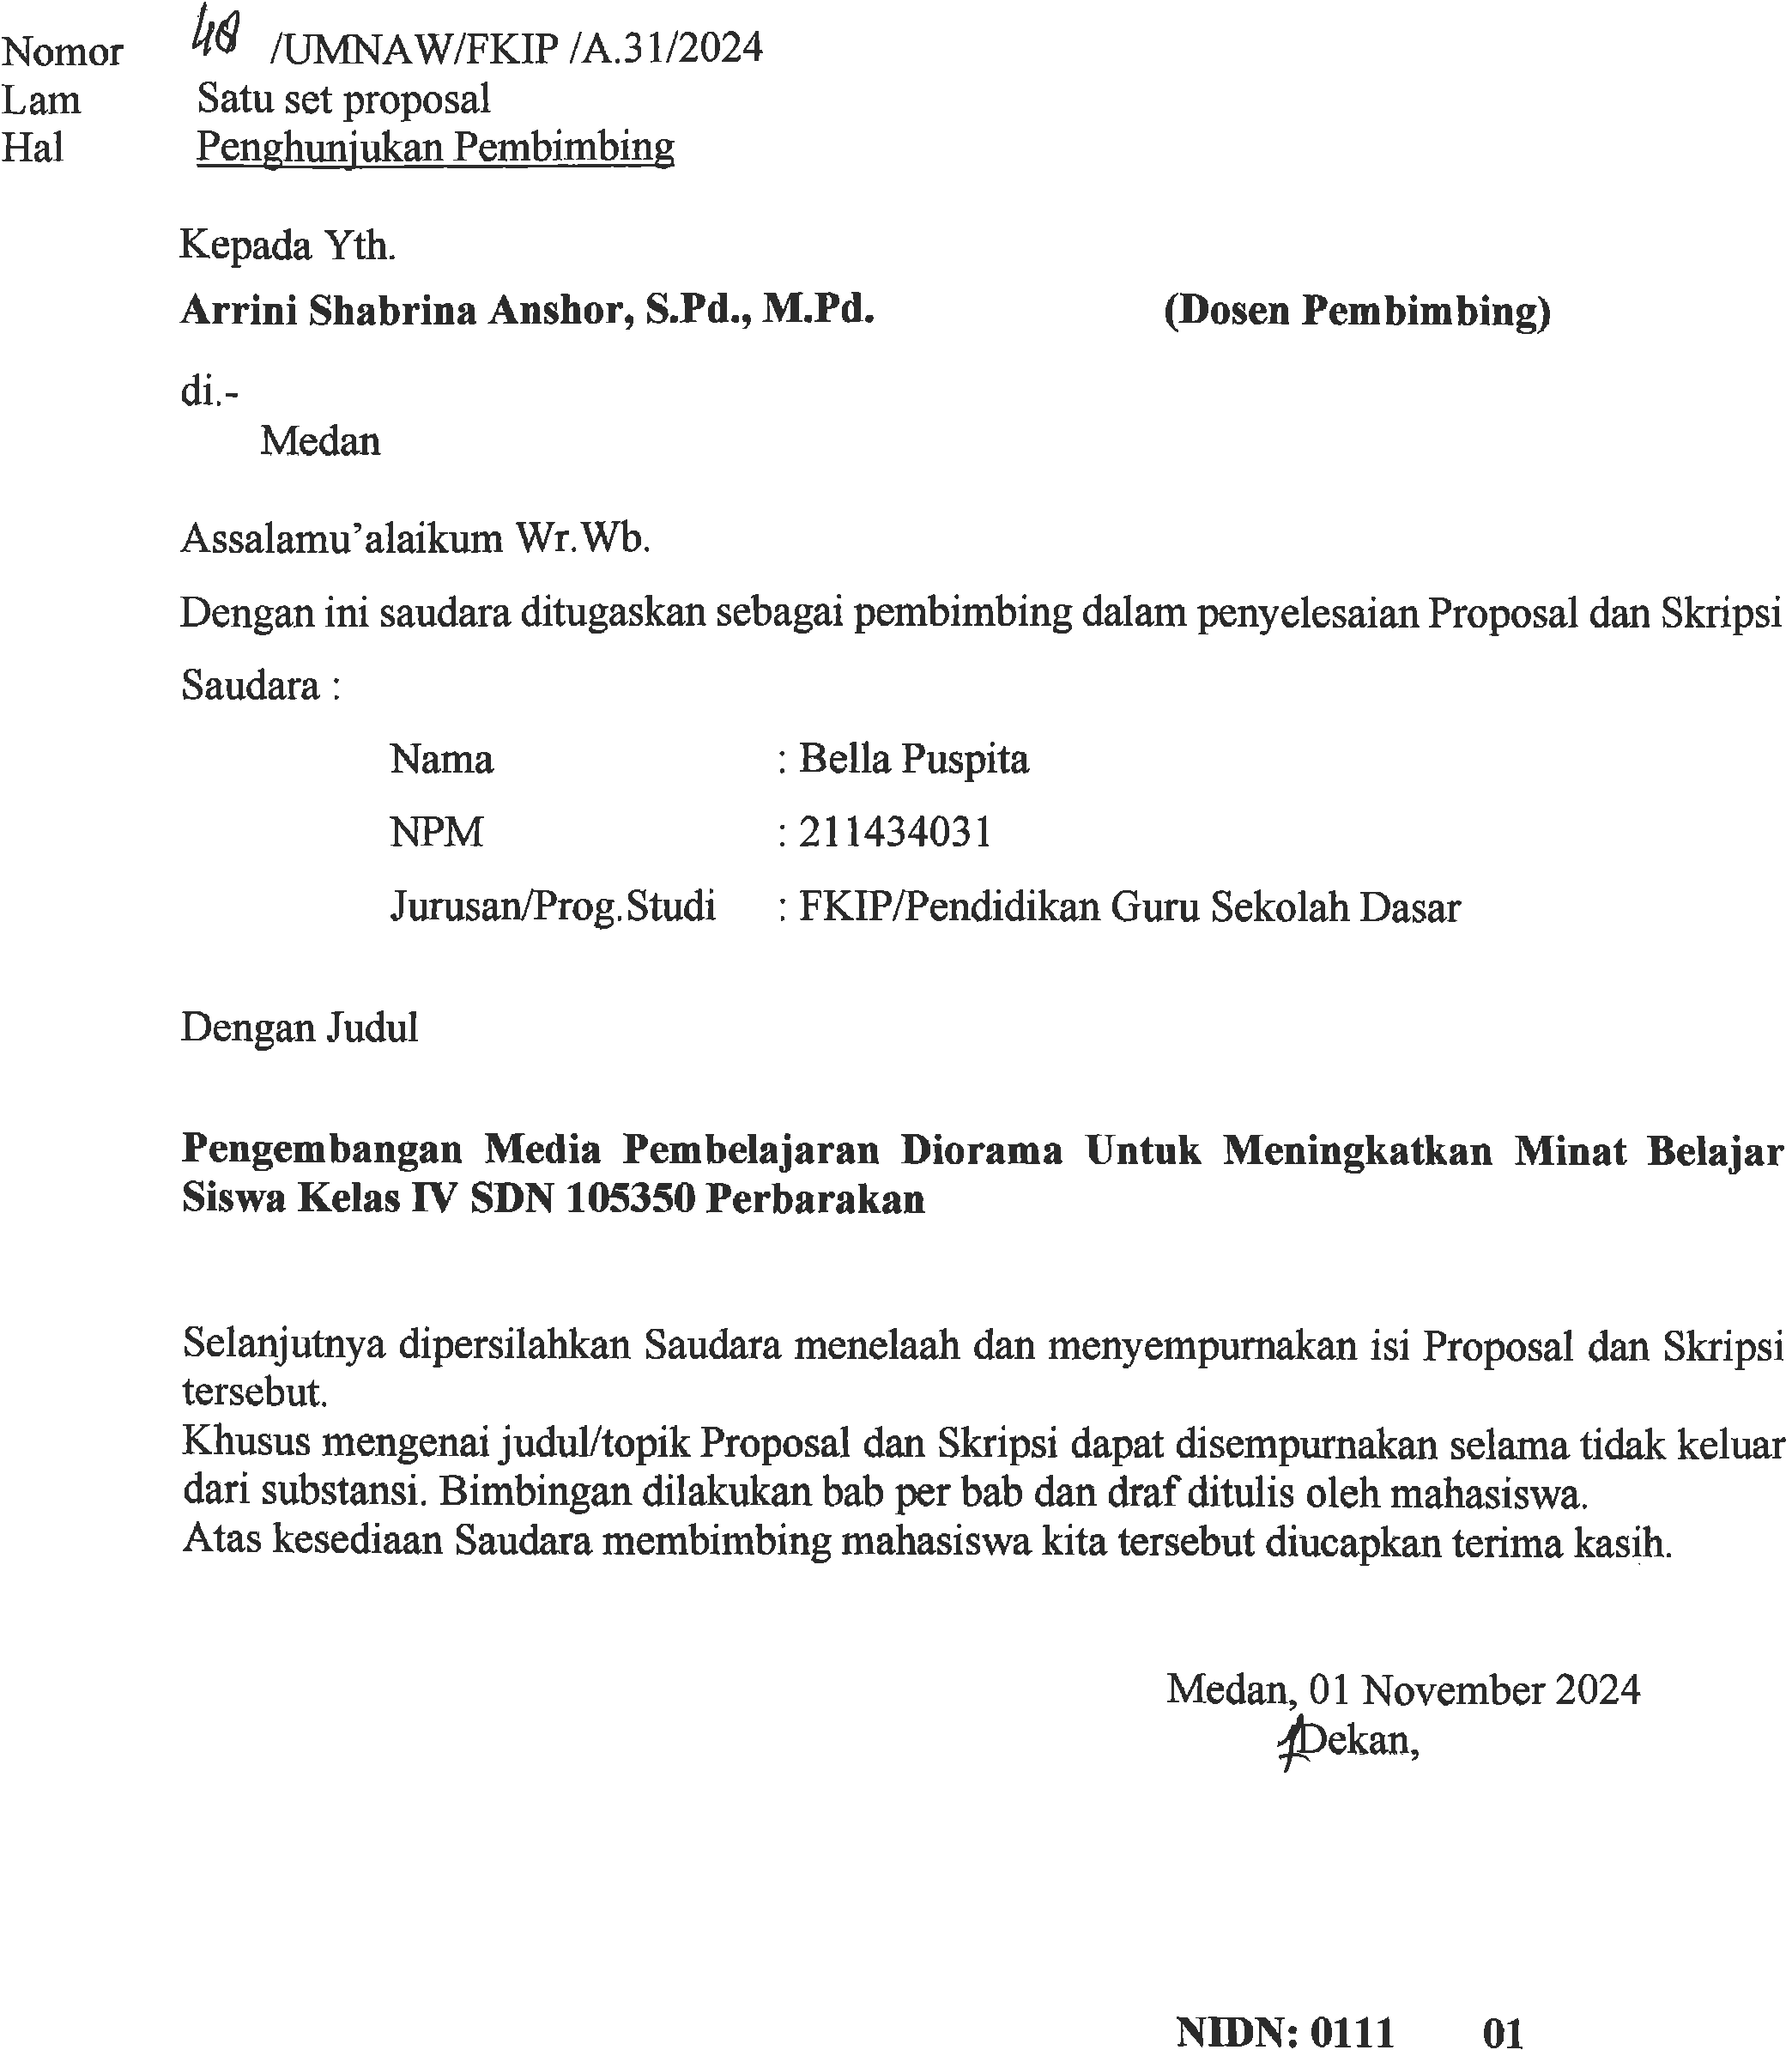 Nomor /UMNAW/FKIP /A.31/2024
Lam Satu set proposal
Hal Penghunjukan Pembimbing
Kepada Yth.
Arrini Shabrina Anshor, S.Pd., M.Pd. (Dosen Pembimbing)
di.-
Medan
Assalamu'alaikum Wr.Wb.
Dengan ini saudara ditugaskan sebagai pembimbing dalam penyelesaian Proposal dan Skripsi
Saudara :
Nama : Bella Puspita
NPM : 211434031
Jurusan/Prog.Studi : FKIP/Pendidikan Guru Sekolah Dasar
Dengan Judul
Pengembangan Media Pembelajaran Diorama Untuk Meningkatkan Minat Belajar
Siswa Kelas IV SDN 105350 Perbarakan
Selanjutnya dipersilahkan Saudara menelaah dan menyempurnakan isi Proposal dan Skripsi
tersebut.
Khusus mengenai judul/topik Proposal dan Skripsi dapat disempurnakan selama tidak keluar
dari substansi. Bimbingan dilakukan bab per bab dan draf ditulis oleh mahasiswa.
Atas kesediaan Saudara membimbing mahasiswa kita tersebut diucapkan terima kasih.
Medan, 01 November 2024
Dekan,
NIDN: 0111 01